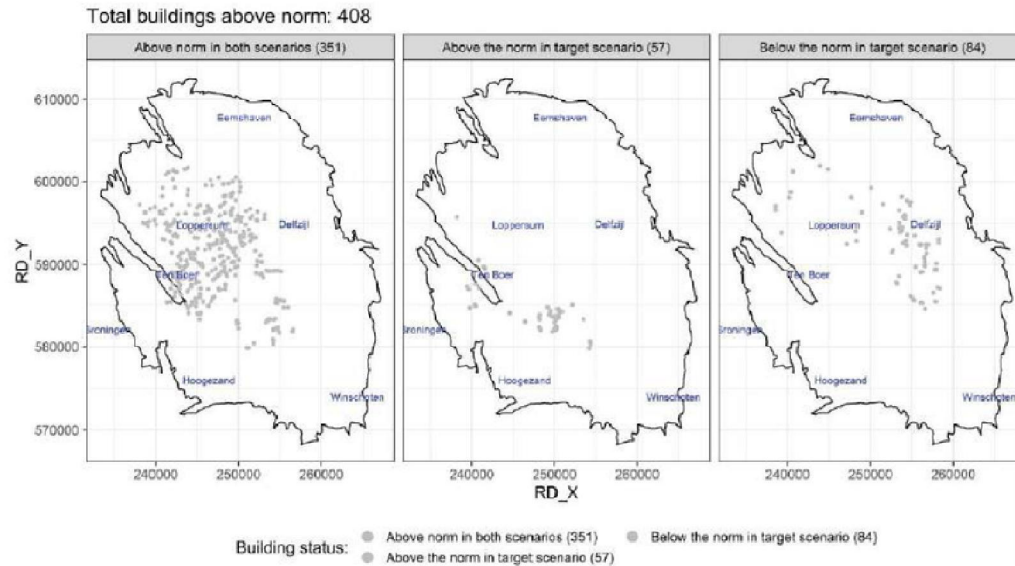 Total buildings above norm: 408
Above norm in both scenarios (351)
Above the norm in target scenario (57)
Below the norm in target scenario (84)
610000
600000
590000
580000
570000
RD_Y
Eemshaven
Loppersum
Delfzijl
Ten Boer
Groningen
Hoogezand
Winschoten
Eemshaven
Loppersum
Delfzijl
Ten Boer
Groningen
Hoogezand
Winschoten
Eemshaven
Loppersum
Delfzijl
Ten Boer
Groningen
Hoogezand
Winschoten
240000 250000 260000
240000 250000 260000
240000 250000 260000
RD_X
Building status:
Above norm in both scenarios (351)
Below the norm in target scenario (84)
Above the norm in target scenario (57)